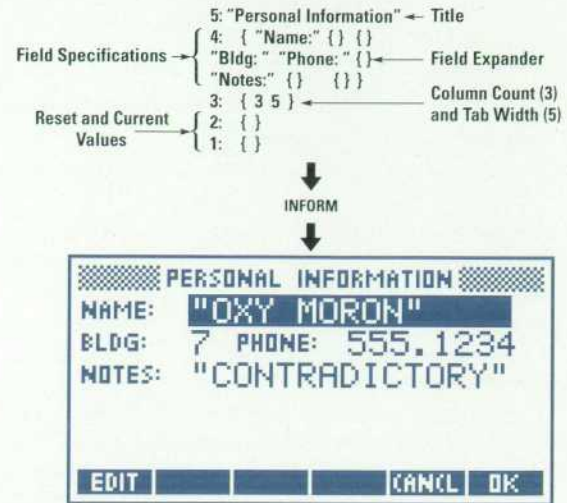 5: "Personal Information" Title
4: { "Name:" { } { }
Field Specifications "Bldg: " "Phone: " { } Field Expander
"Notes:" { } { } }
3: { 3 5 } Column Count (3)
and Tab Width (5)
Reset and Current
Values
2: { }
1: { }
INFORM
PERSONAL INFORMATION
NAME: "OXY MORON"
BLDG: 7 PHONE: 555.1234
NOTES: "CONTRADICTORY"
EDIT CANCL OK